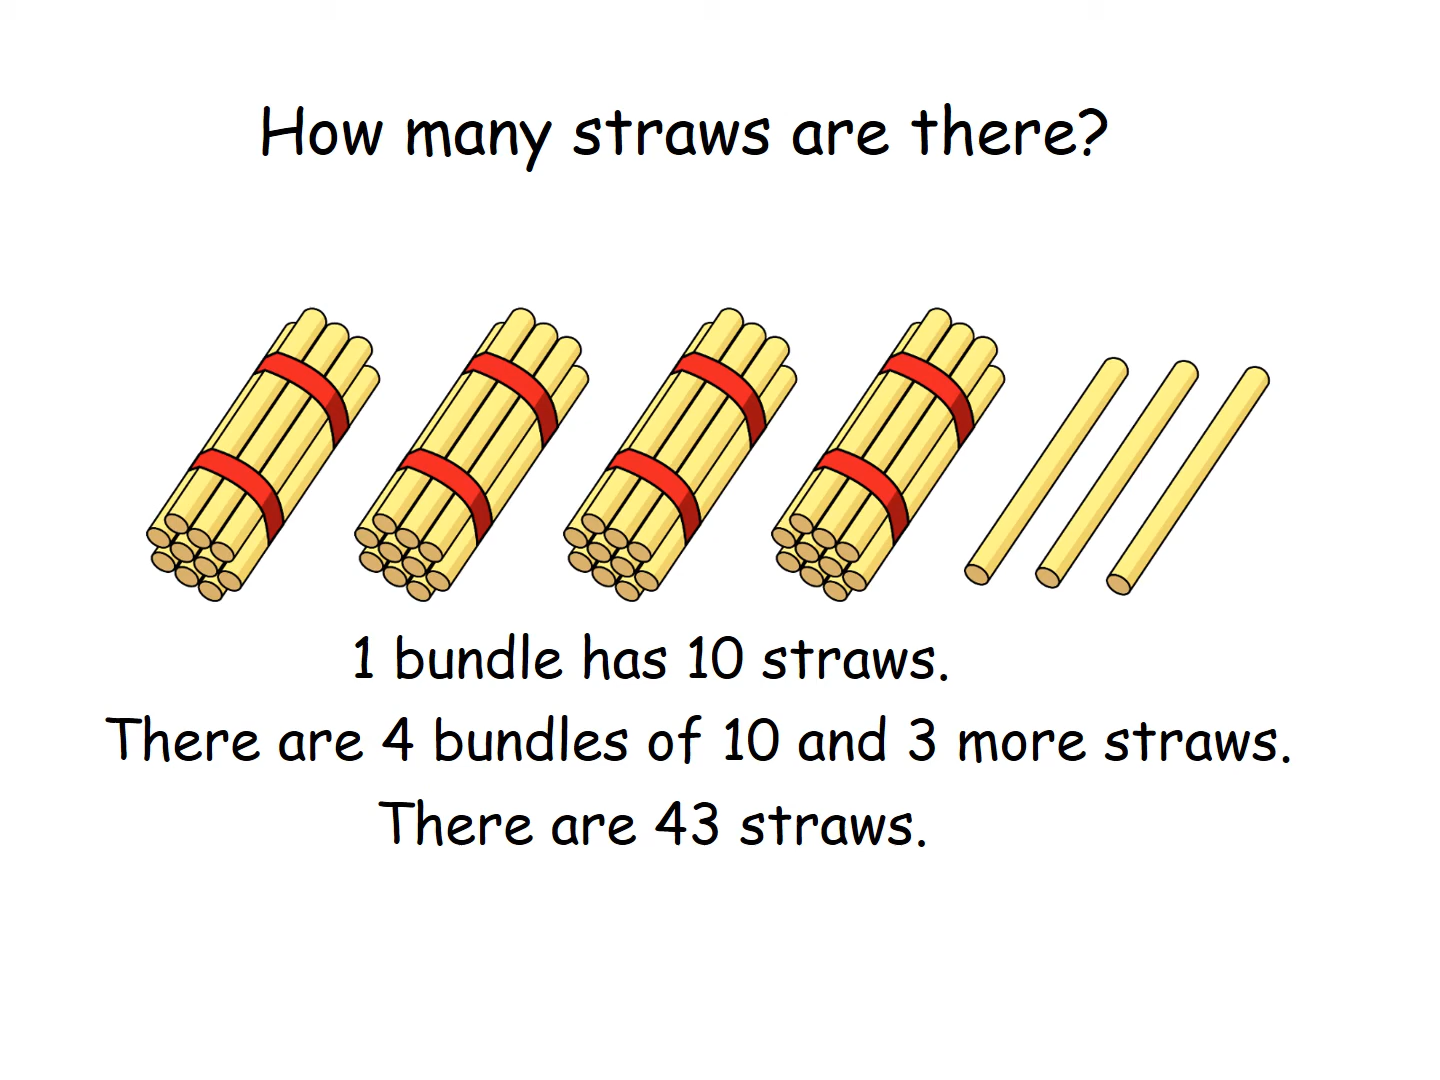 How many straws are there?
1 bundle has 10 straws.
There are 4 bundles of 10 and 3 more straws.
There are 43 straws.